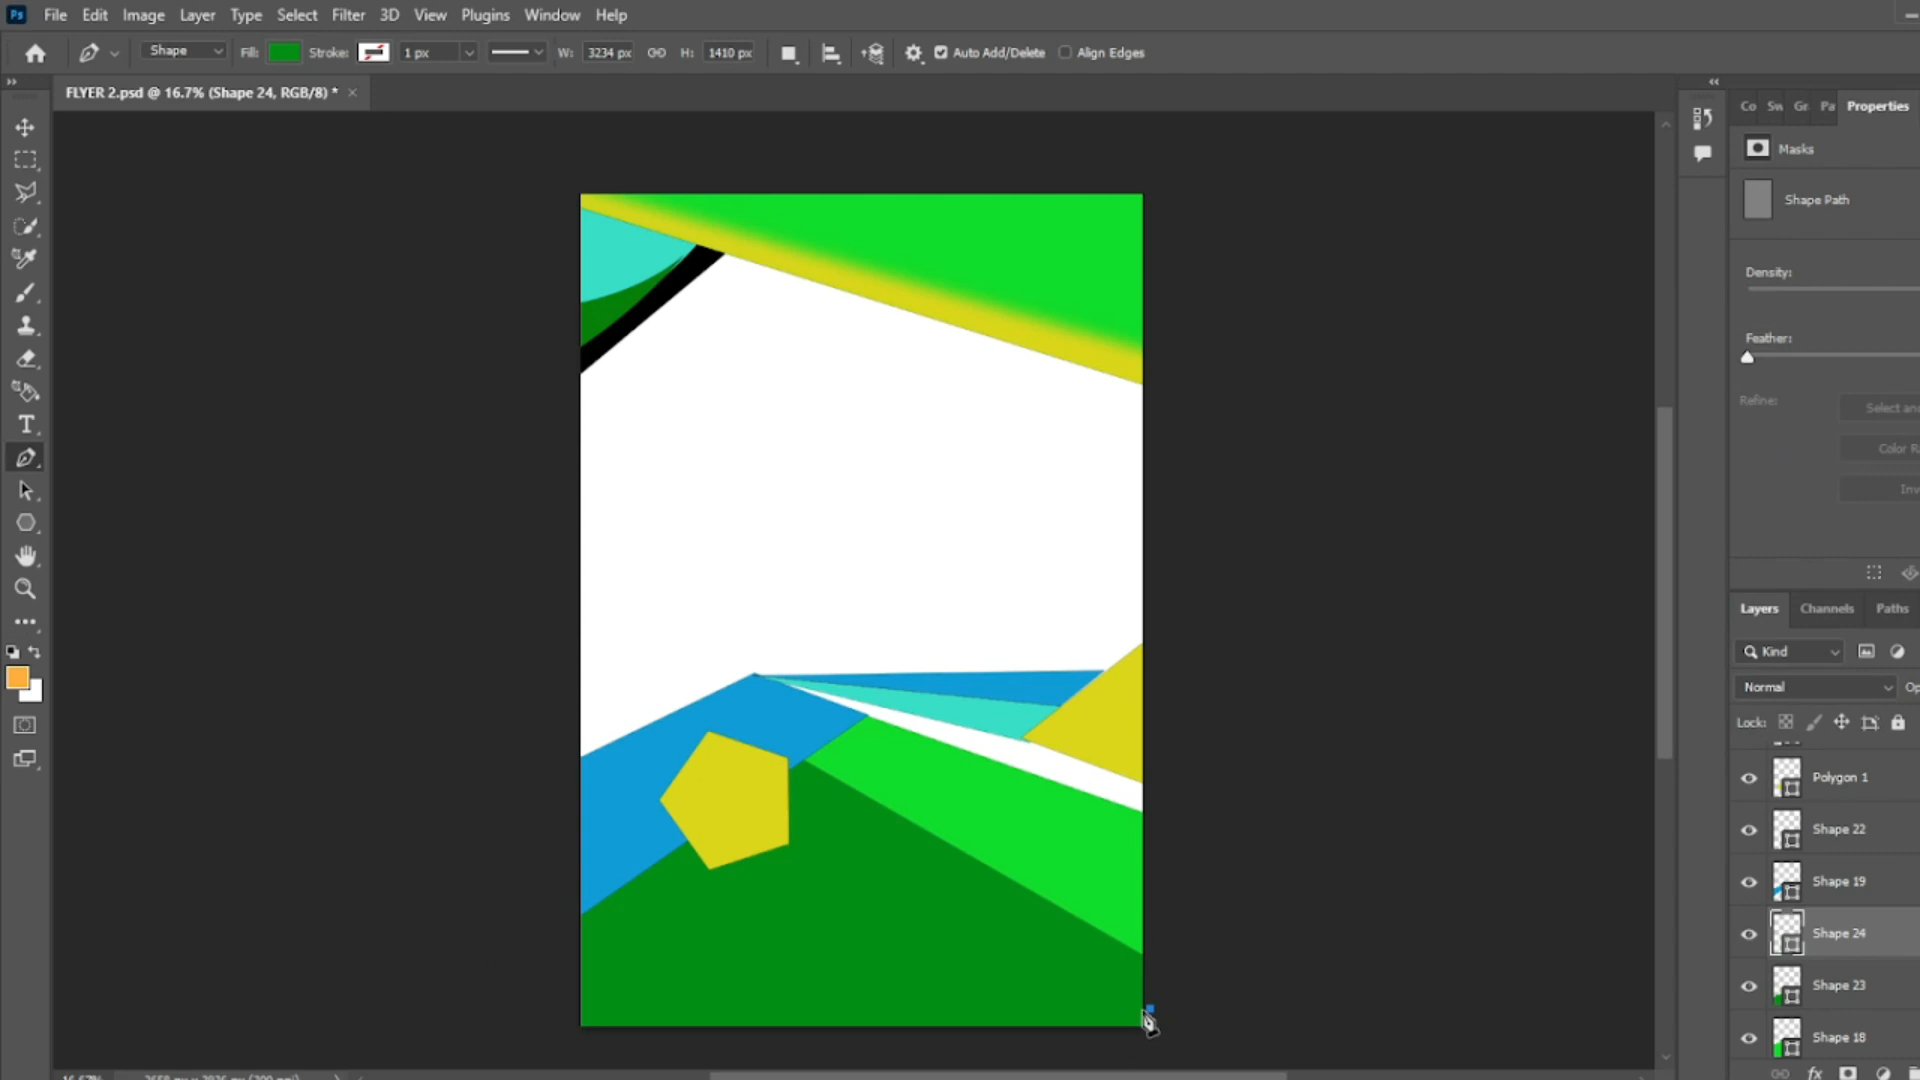 Ps File Edit Image Layer Type Select Filter 3D View Plugins Window Help
Shape Fill: Stroke: 1 px W: 3234 px H: 1410 px Auto Add/Delete Align Edges
FLYER 2.psd @ 16.7% (Shape 24, RGB/8) *
Co Sw Gr Pa Properties
Masks
Shape Path
Density:
Feather:
Refine: Select and
Color R
Inv
Layers Channels Paths
Kind
Normal Op
Lock:
Polygon 1
Shape 22
Shape 19
Shape 24
Shape 23
Shape 18
fx